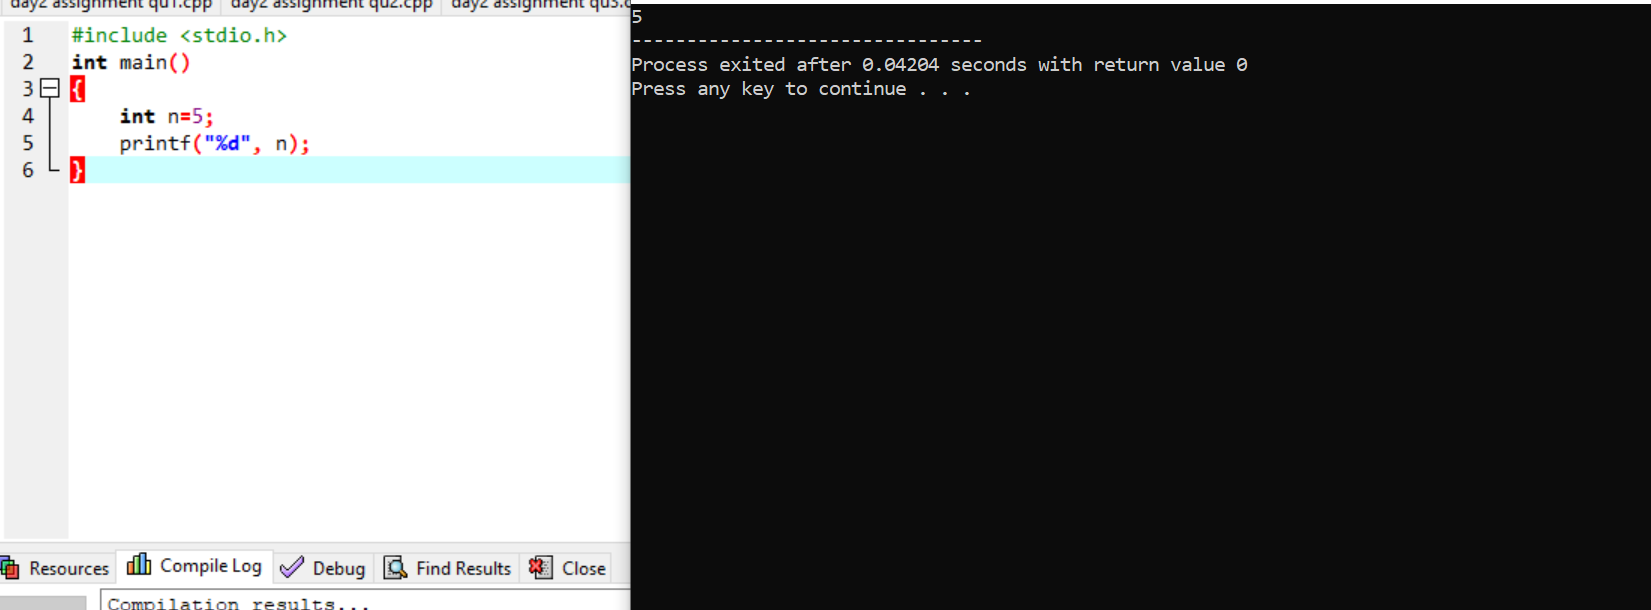 day2 assignment qu1.cpp day2 assignment qu2.cpp day2 assignment qu3.c
1 #include <stdio.h>
2 int main()
3 {
4 int n=5;
5 printf("%d", n);
6 }
Resources Compile Log Debug Find Results Close
Compilation results...
5
--------------------------------
Process exited after 0.04204 seconds with return value 0
Press any key to continue . . .